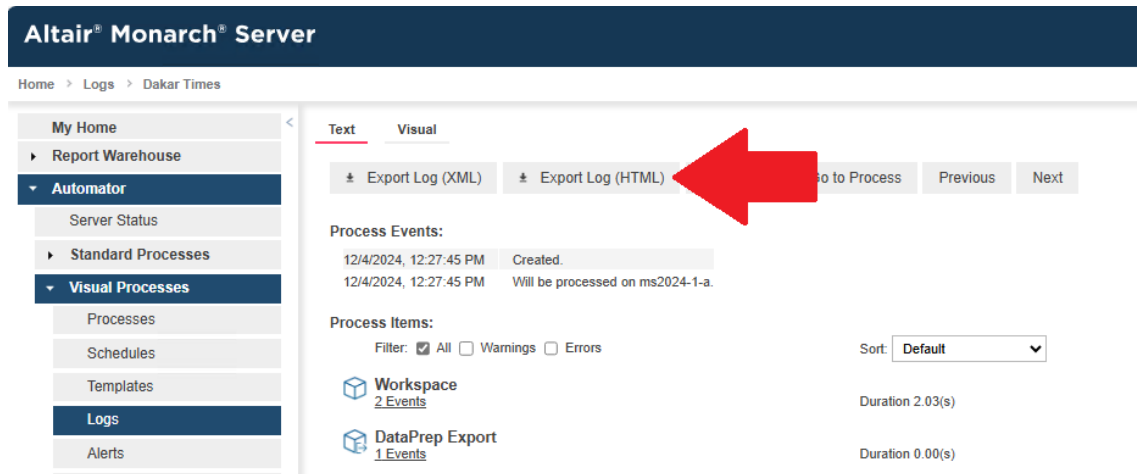 Altair® Monarch® Server
Home > Logs > Dakar Times
My Home
Report Warehouse
Automator
Server Status
Standard Processes
Visual Processes
Processes
Schedules
Templates
Logs
Alerts
Text Visual
Export Log (XML) Export Log (HTML) to Process Previous Next
Process Events:
12/4/2024, 12:27:45 PM Created.
12/4/2024, 12:27:45 PM Will be processed on ms2024-1-a.
Process Items:
Filter: All Warnings Errors Sort: Default
Workspace
2 Events Duration 2.03(s)
DataPrep Export
1 Events Duration 0.00(s)